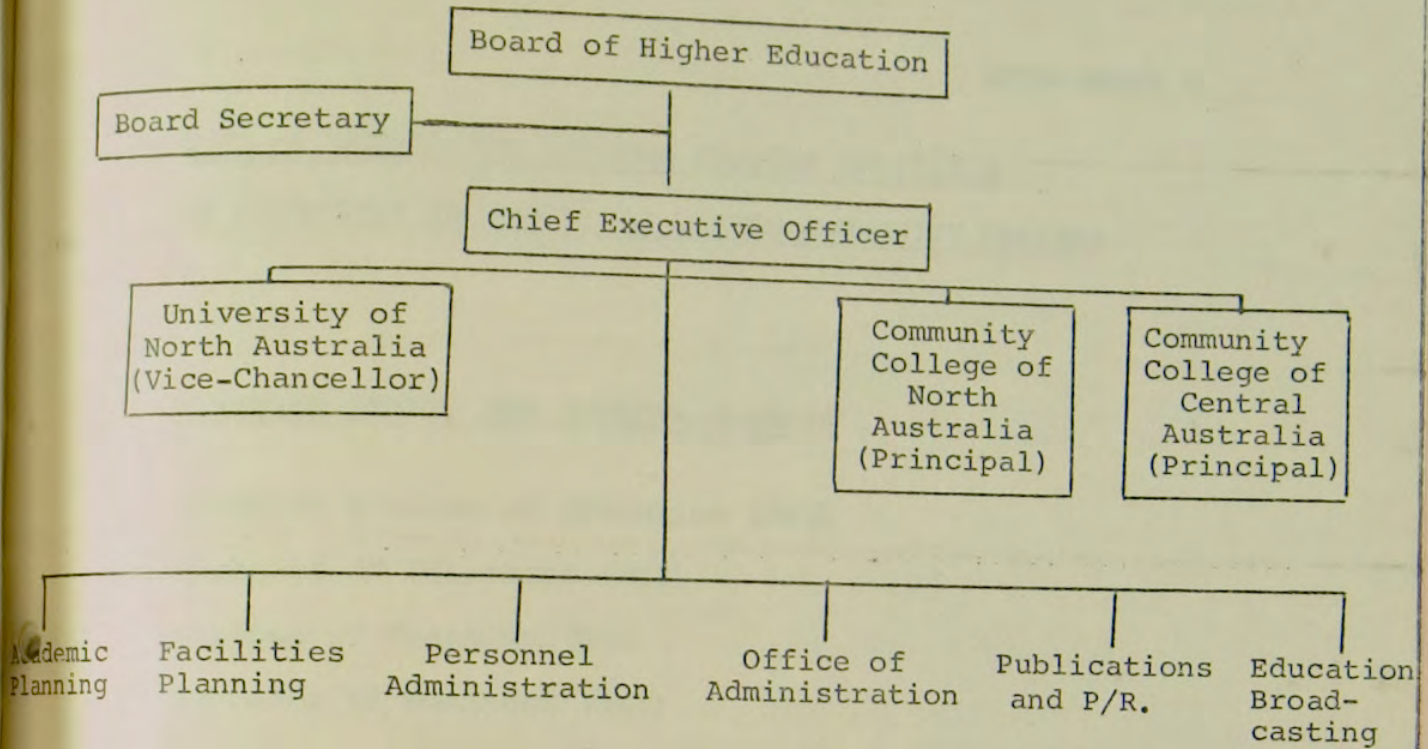 Board of Higher Education
Board Secretary
Chief Executive Officer
University of
North Australia
(Vice-Chancellor)
Community
College of
North
Australia
(Principal)
Community
College of
Central
Australia
(Principal)
Academic
Planning
Facilities
Planning
Personnel
Administration
Office of
Administration
Publications
and P/R.
Education
Broad-
casting